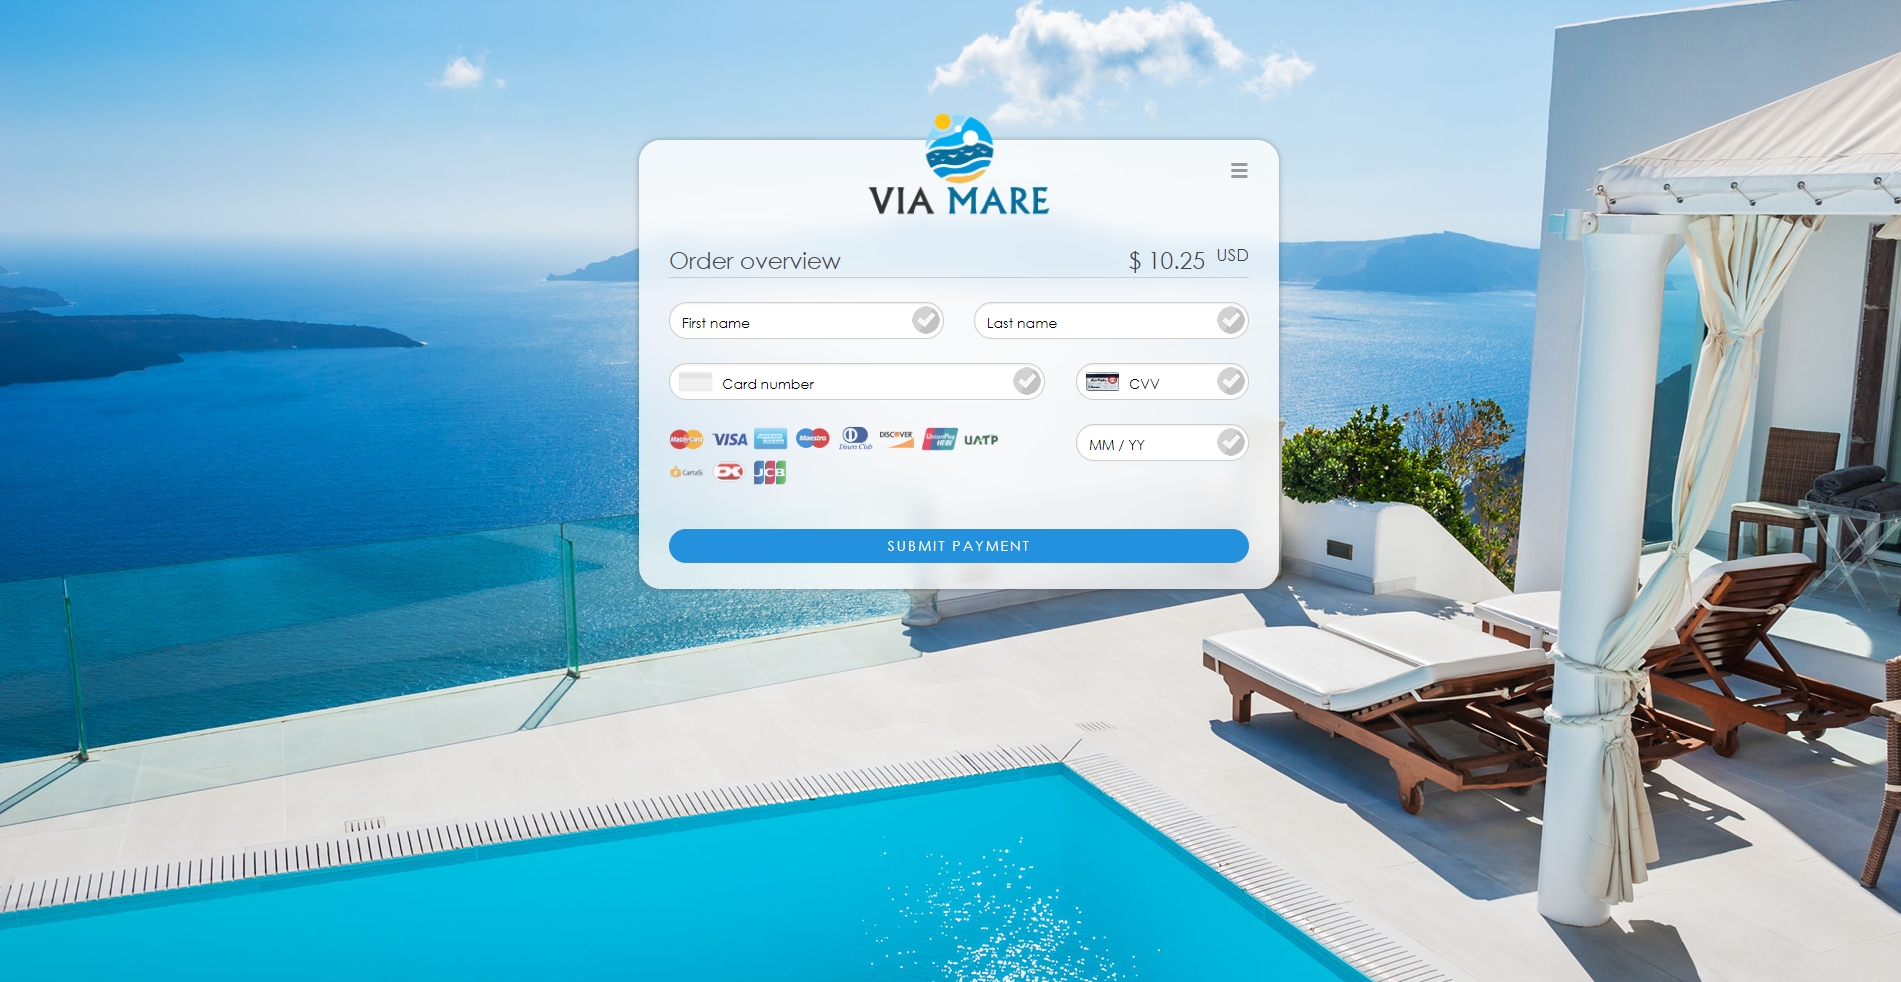 VIA MARE
Order overview
$ 10.25 USD
First name
Last name
Card number
CVV
MasterCard VISA Maestro Diners Club DISCOVER UnionPay UATP
MM / YY
CartaSi JCB
SUBMIT PAYMENT